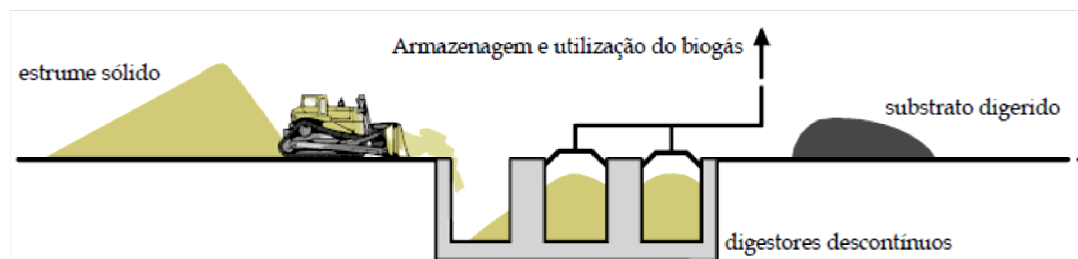 Armazenagem e utilização do biogás
estrume sólido
substrato digerido
digestores descontínuos